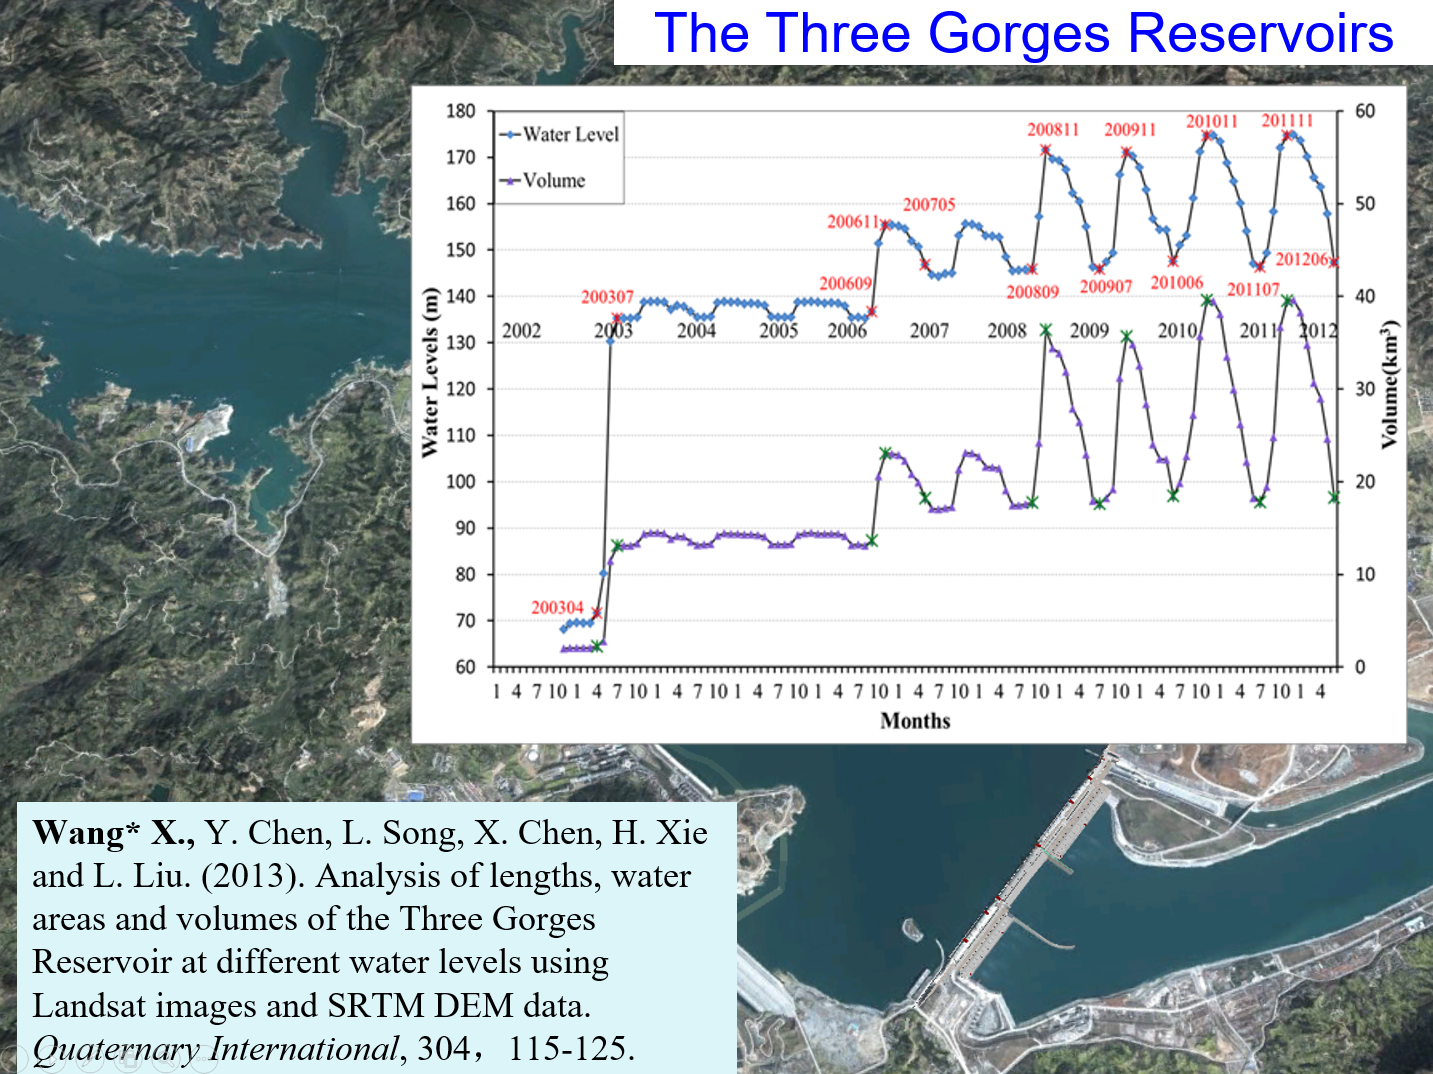 The Three Gorges Reservoirs
180
170
160
150
140
130
120
110
100
90
80
70
60
Water Levels (m)
Water Level
Volume
60
50
40
30
20
10
0
Volume(km³)
200304
200307
200609
200611
200705
200809
200811
200907
200911
201006
201011
201107
201111
201206
2002 2003 2004 2005 2006 2007 2008 2009 2010 2011 2012
1 4 7 10 1 4 7 10 1 4 7 10 1 4 7 10 1 4 7 10 1 4 7 10 1 4 7 10 1 4 7 10 1 4 7 10 1 4 7 10 1 4
Months
Wang* X., Y. Chen, L. Song, X. Chen, H. Xie
and L. Liu. (2013). Analysis of lengths, water
areas and volumes of the Three Gorges
Reservoir at different water levels using
Landsat images and SRTM DEM data.
Quaternary International, 304，115-125.